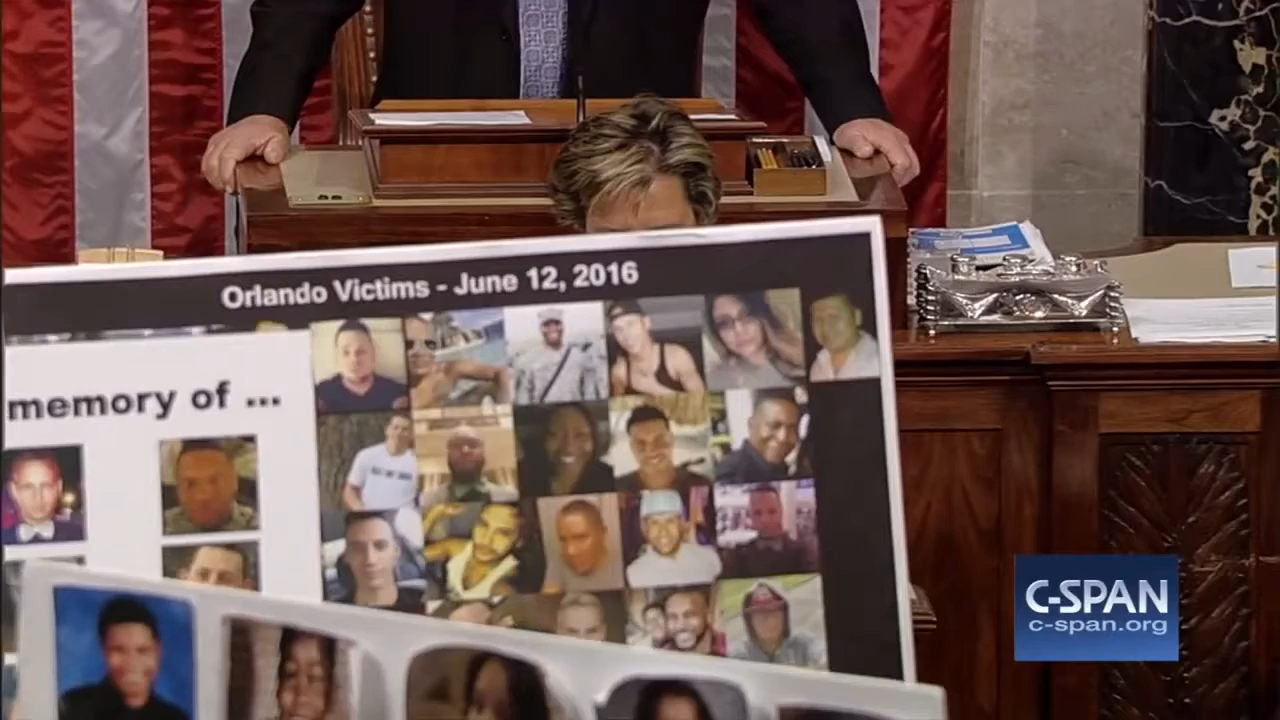 Orlando Victims - June 12, 2016
memory of ...
C-SPAN
c-span.org